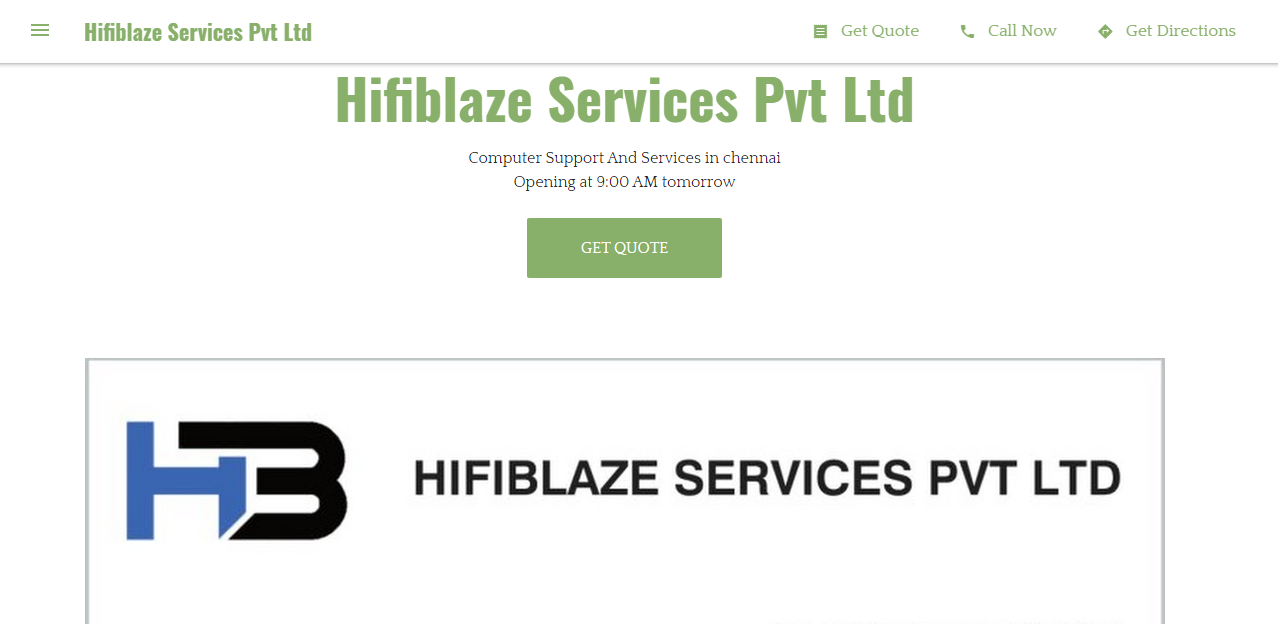 Hifiblaze Services Pvt Ltd
Get Quote
Call Now
Get Directions
Hifiblaze Services Pvt Ltd
Computer Support And Services in chennai
Opening at 9:00 AM tomorrow
GET QUOTE
HB
HIFIBLAZE SERVICES PVT LTD